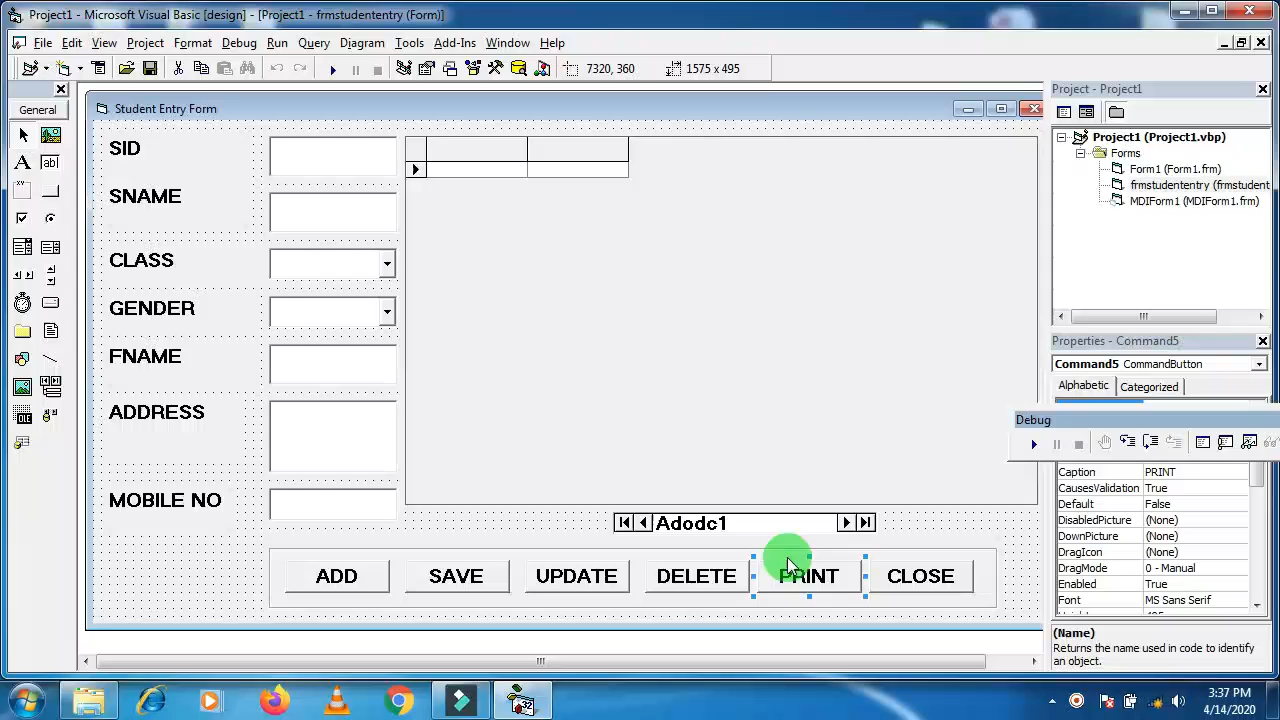 Project1 - Microsoft Visual Basic [design] - [Project1 - frmstudententry (Form)]
File Edit View Project Format Debug Run Query Diagram Tools Add-Ins Window Help
7320, 360 1575 x 495
General
Student Entry Form
SID
SNAME
CLASS
GENDER
FNAME
ADDRESS
MOBILE NO
Adodc1
ADD SAVE UPDATE DELETE PRINT CLOSE
Project - Project1
Project1 (Project1.vbp)
Forms
Form1 (Form1.frm)
frmstudententry (frmstudent
MDIForm1 (MDIForm1.frm)
Properties - Command5
Command5 CommandButton
Alphabetic Categorized
Debug
Caption PRINT
CausesValidation True
Default False
DisabledPicture (None)
DownPicture (None)
DragIcon (None)
DragMode 0 - Manual
Enabled True
Font MS Sans Serif
(Name)
Returns the name used in code to identify
an object.
3:37 PM
4/14/2020